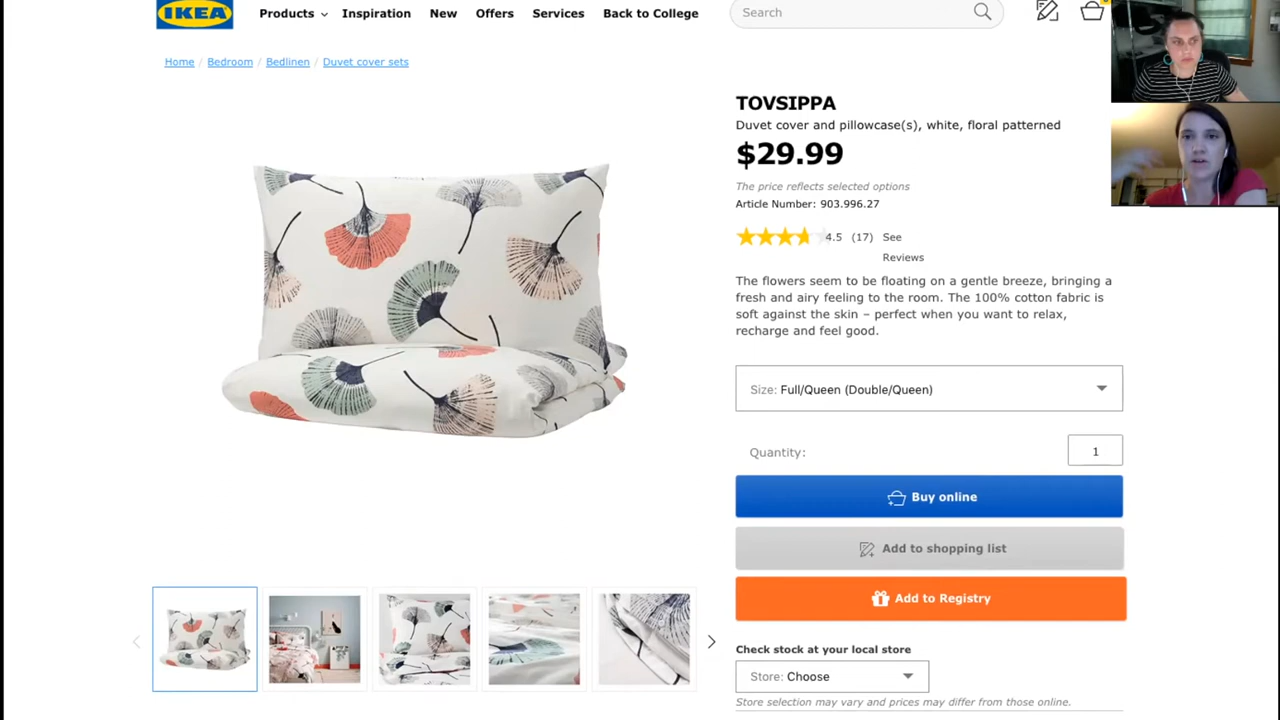 IKEA
Products Inspiration New Offers Services Back to College
Search
Home / Bedroom / Bedlinen / Duvet cover sets
TOVSIPPA
Duvet cover and pillowcase(s), white, floral patterned
$29.99
The price reflects selected options
Article Number: 903.996.27
4.5 (17) See
Reviews
The flowers seem to be floating on a gentle breeze, bringing a
fresh and airy feeling to the room. The 100% cotton fabric is
soft against the skin – perfect when you want to relax,
recharge and feel good.
Size: Full/Queen (Double/Queen)
Quantity: 1
Buy online
Add to shopping list
Add to Registry
Check stock at your local store
Store: Choose
Store selection may vary and prices may differ from those online.